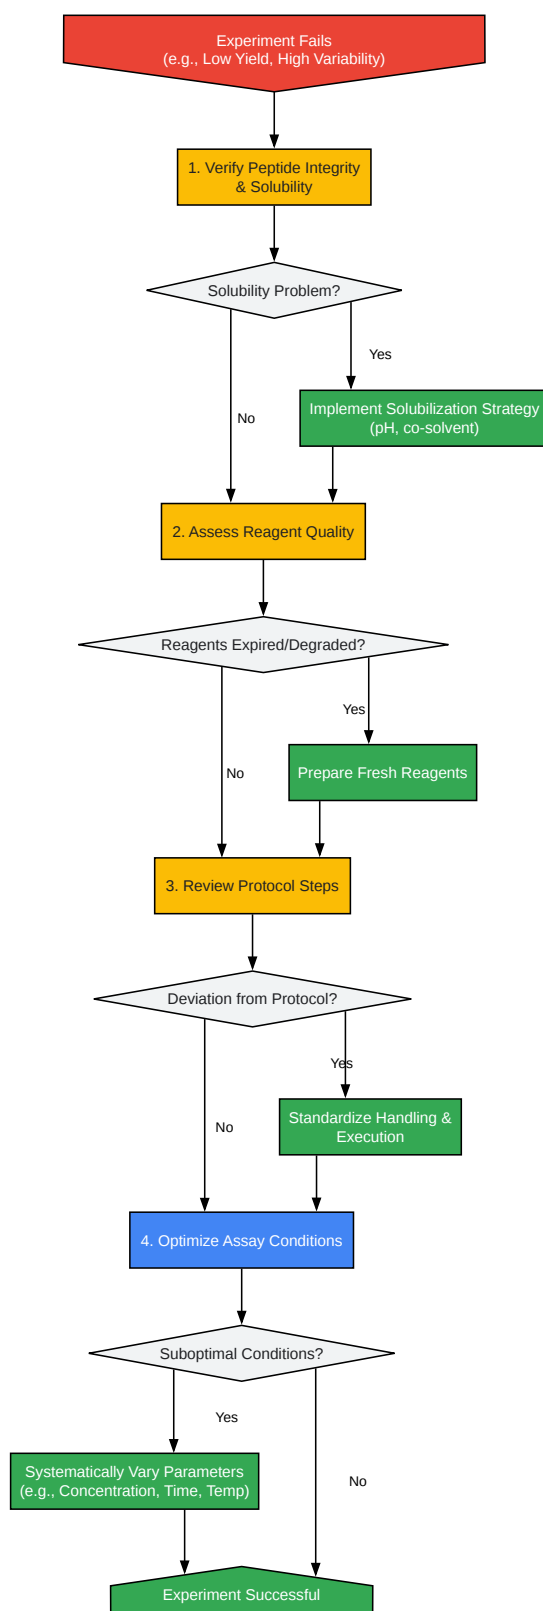 Experiment Fails
(e.g., Low Yield, High Variability)
1. Verify Peptide Integrity
& Solubility
Solubility Problem?
Yes
No
Implement Solubilization Strategy
(pH, co-solvent)
2. Assess Reagent Quality
Reagents Expired/Degraded?
Yes
No
Prepare Fresh Reagents
3. Review Protocol Steps
Deviation from Protocol?
Yes
No
Standardize Handling &
Execution
4. Optimize Assay Conditions
Suboptimal Conditions?
Yes
No
Systematically Vary Parameters
(e.g., Concentration, Time, Temp)
Experiment Successful